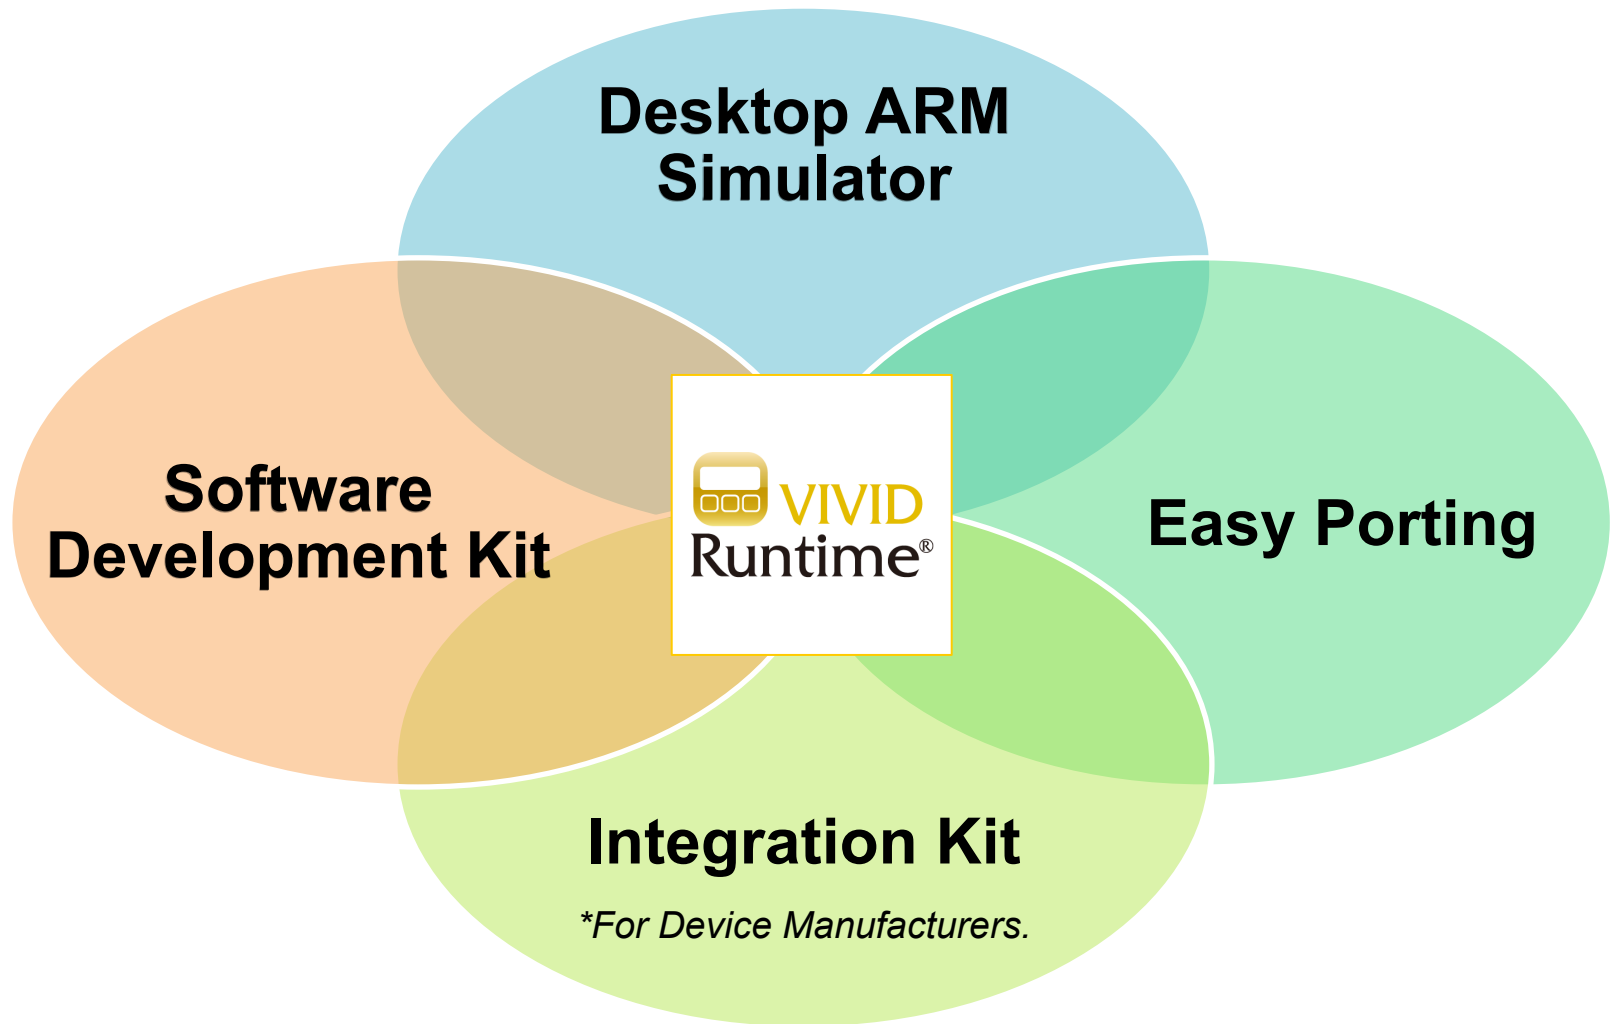 Desktop ARM
Simulator
Software
Development Kit
VIVID
Runtime®
Easy Porting
Integration Kit
*For Device Manufacturers.